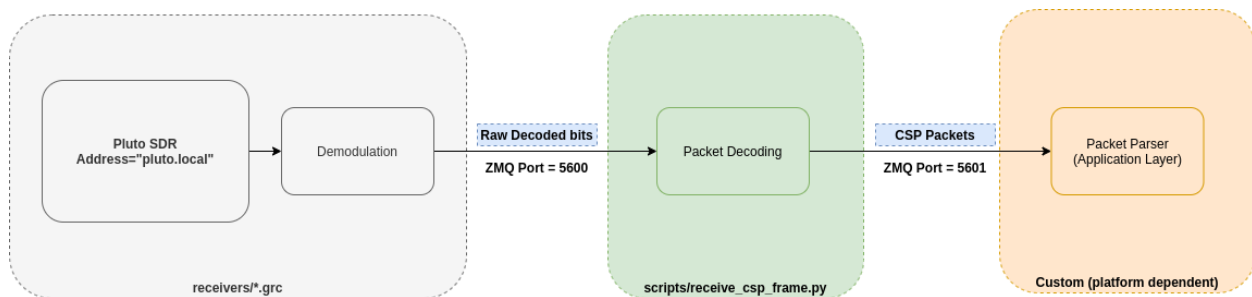 Pluto SDR
Address="pluto.local"
Demodulation
receivers/*.grc
Raw Decoded bits
ZMQ Port = 5600
Packet Decoding
scripts/receive_csp_frame.py
CSP Packets
ZMQ Port = 5601
Packet Parser
(Application Layer)
Custom (platform dependent)